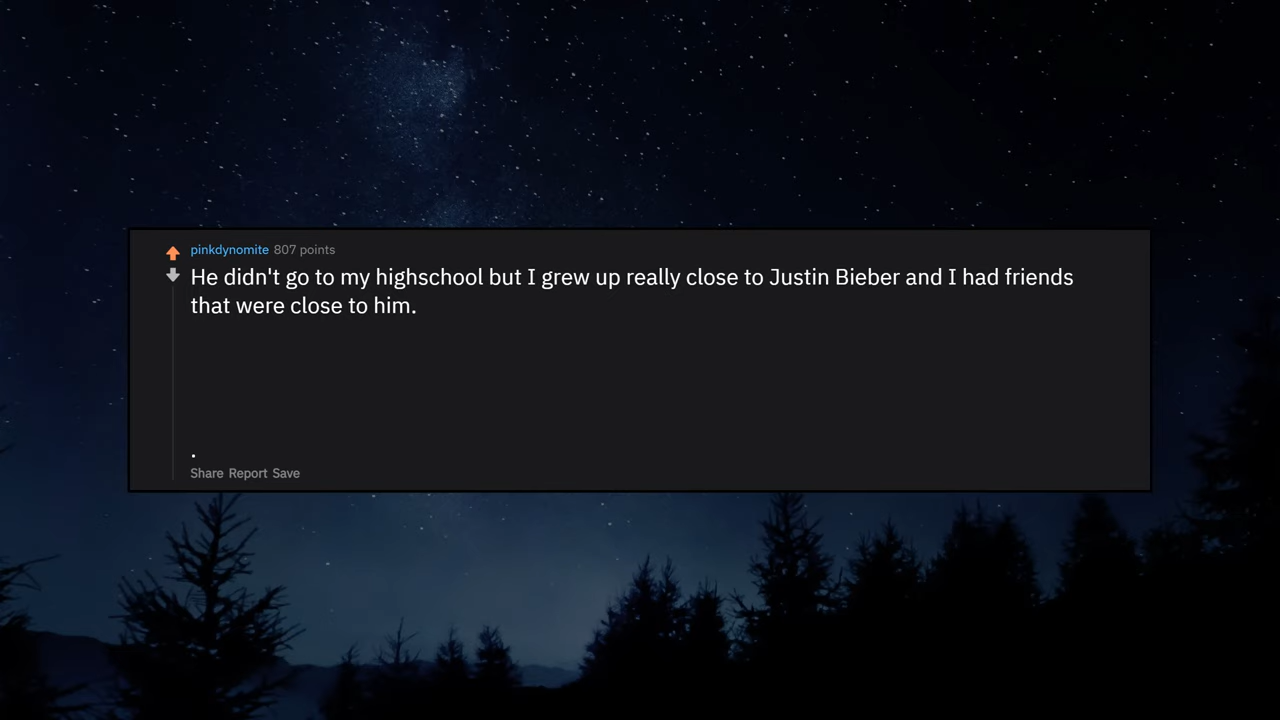 pinkdynomite 807 points
He didn't go to my highschool but I grew up really close to Justin Bieber and I had friends
that were close to him.
.
Share Report Save